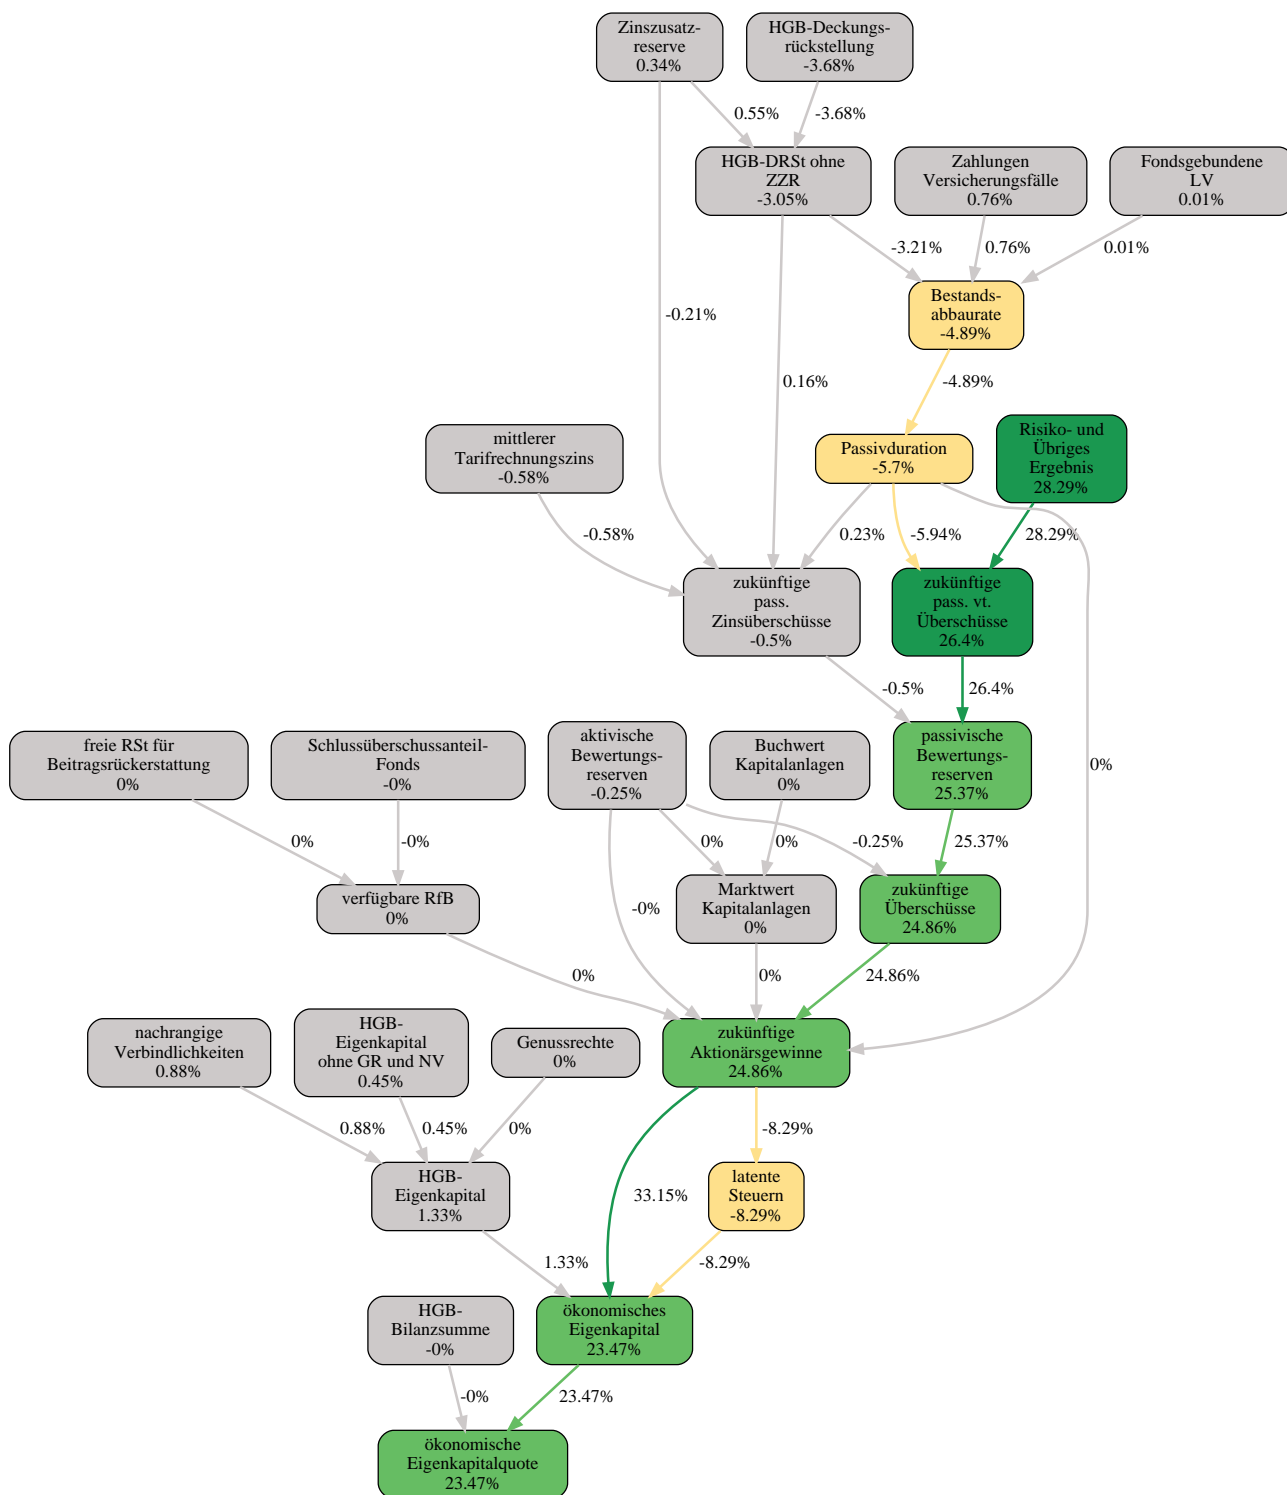 Zinszusatz-
reserve
0.34%
HGB-Deckungs-
rückstellung
-3.68%
0.55%
-3.68%
HGB-DRSt ohne
ZZR
-3.05%
Zahlungen
Versicherungsfälle
0.76%
Fondsgebundene
LV
0.01%
-3.21%
0.76%
0.01%
Bestands-
abbaurate
-4.89%
-0.21%
0.16%
-4.89%
mittlerer
Tarifrechnungszins
-0.58%
Passivduration
-5.7%
Risiko- und
Übriges
Ergebnis
28.29%
-0.58%
0.23%
-5.94%
28.29%
zukünftige
pass.
Zinsüberschüsse
-0.5%
zukünftige
pass. vt.
Überschüsse
26.4%
-0.5%
26.4%
freie RSt für
Beitragsrückerstattung
0%
Schlussüberschussanteil-
Fonds
-0%
aktivische
Bewertungs-
reserven
-0.25%
Buchwert
Kapitalanlagen
0%
passivische
Bewertungs-
reserven
25.37%
0%
0%
-0%
0%
0%
-0.25%
25.37%
verfügbare RfB
0%
-0%
Marktwert
Kapitalanlagen
0%
zukünftige
Überschüsse
24.86%
0%
0%
24.86%
nachrangige
Verbindlichkeiten
0.88%
HGB-
Eigenkapital
ohne GR und NV
0.45%
Genussrechte
0%
zukünftige
Aktionärsgewinne
24.86%
0.88%
0.45%
0%
-8.29%
HGB-
Eigenkapital
1.33%
33.15%
latente
Steuern
-8.29%
1.33%
-8.29%
HGB-
Bilanzsumme
-0%
ökonomisches
Eigenkapital
23.47%
-0%
23.47%
ökonomische
Eigenkapitalquote
23.47%